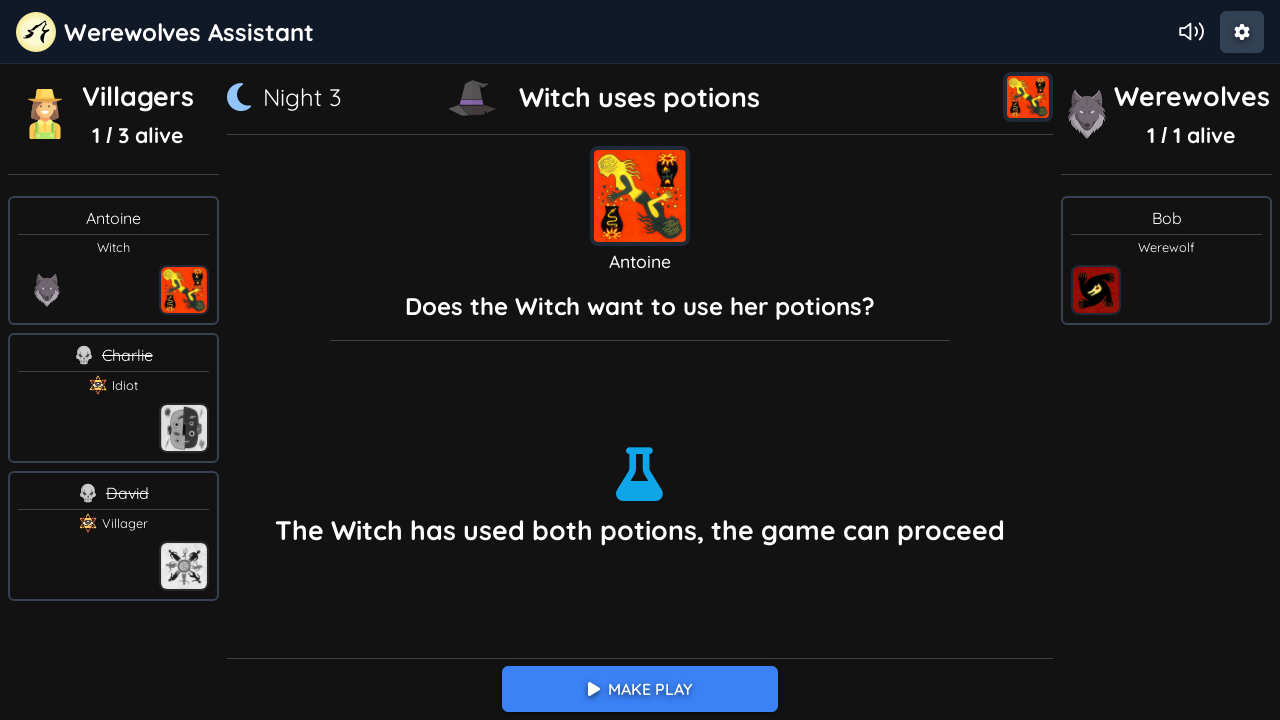 Werewolves Assistant
Villagers
1 / 3 alive
Antoine
Witch
Charlie
Idiot
David
Villager
Night 3
Witch uses potions
Antoine
Does the Witch want to use her potions?
The Witch has used both potions, the game can proceed
MAKE PLAY
Werewolves
1 / 1 alive
Bob
Werewolf